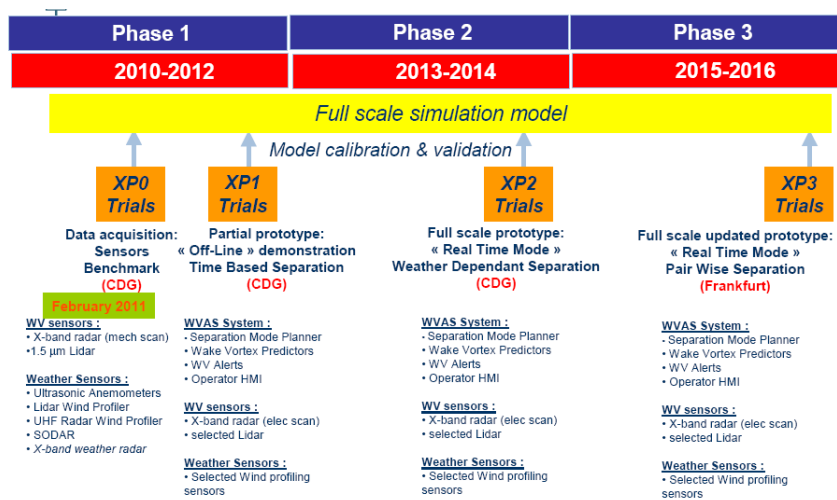 Phase 1
Phase 2
Phase 3
2010-2012
2013-2014
2015-2016
Full scale simulation model
Model calibration & validation
XP0
Trials
XP1
Trials
XP2
Trials
XP3
Trials
Data acquisition:
Sensors
Benchmark
(CDG)
February 2011
WV sensors :
• X-band radar (mech scan)
•1.5 µm Lidar
Weather Sensors :
• Ultrasonic Anemometers
• Lidar Wind Profiler
• UHF Radar Wind Profiler
• SODAR
• X-band weather radar
Partial prototype:
« Off-Line » demonstration
Time Based Separation
(CDG)
WVAS System :
- Separation Mode Planner
• Wake Vortex Predictors
• WV Alerts
• Operator HMI
WV sensors :
• X-band radar (elec scan)
• selected Lidar
Weather Sensors :
• Selected Wind profiling
sensors
Full scale prototype:
« Real Time Mode »
Weather Dependant Separation
(CDG)
WVAS System :
- Separation Mode Planner
• Wake Vortex Predictors
• WV Alerts
• Operator HMI
WV sensors :
• X-band radar (elec scan)
• selected Lidar
Weather Sensors :
• Selected Wind profiling
sensors
Full scale updated prototype:
« Real Time Mode »
Pair Wise Separation
(Frankfurt)
WVAS System :
- Separation Mode Planner
• Wake Vortex Predictors
• WV Alerts
• Operator HMI
WV sensors :
• X-band radar (elec scan)
• selected Lidar
Weather Sensors :
• Selected Wind profiling
sensors